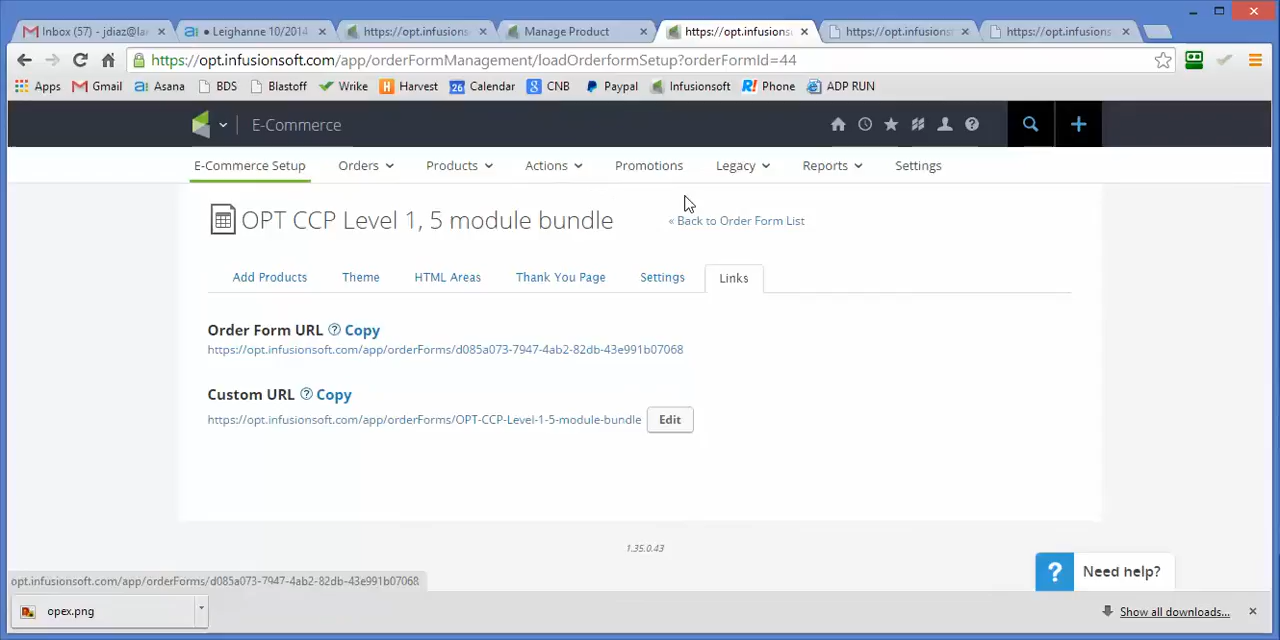 Inbox (57) - jdiaz@la
Leighanne 10/2014
https://opt.infusions
Manage Product
https://opt.infusions
https://opt.infusions
https://opt.infusions
https://opt.infusionsoft.com/app/orderFormManagement/loadOrderformSetup?orderFormId=44
Apps Gmail Asana BDS Blastoff Wrike Harvest Calendar CNB Paypal Infusionsoft Phone ADP RUN
E-Commerce
E-Commerce Setup Orders Products Actions Promotions Legacy Reports Settings
OPT CCP Level 1, 5 module bundle
« Back to Order Form List
Add Products Theme HTML Areas Thank You Page Settings Links
Order Form URL ? Copy
https://opt.infusionsoft.com/app/orderForms/d085a073-7947-4ab2-82db-43e991b07068
Custom URL ? Copy
https://opt.infusionsoft.com/app/orderForms/OPT-CCP-Level-1-5-module-bundle Edit
1.35.0.43
? Need help?
opt.infusionsoft.com/app/orderForms/d085a073-7947-4ab2-82db-43e991b07068
opex.png
Show all downloads...